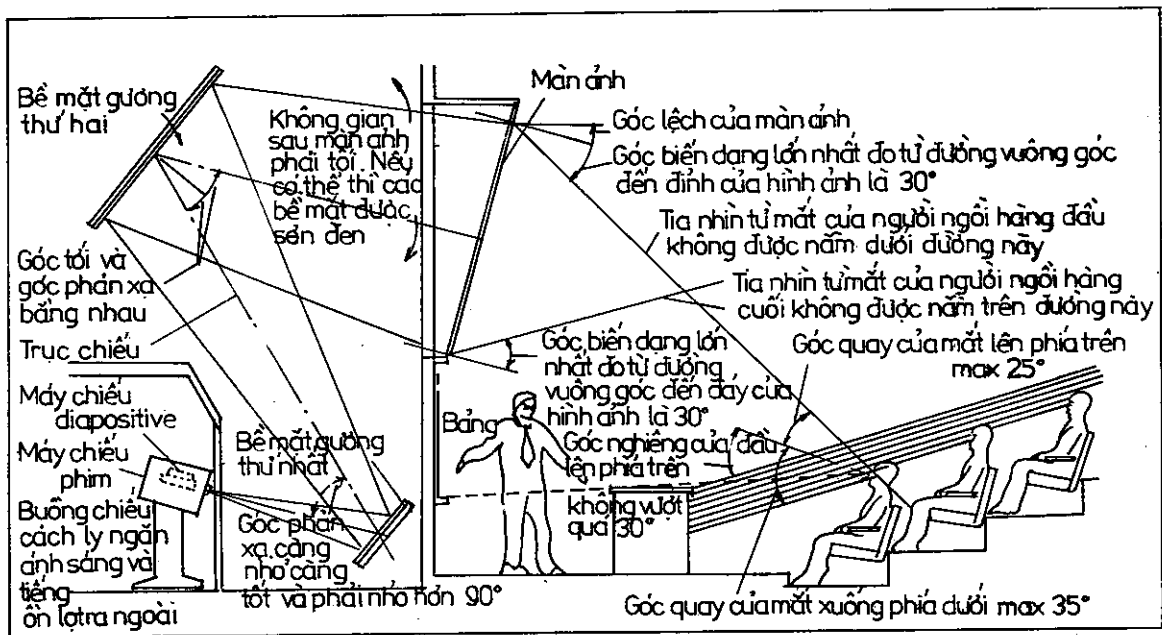 Bề mặt gương
thư hai
Không gian
sau màn ảnh
phải tối. Nếu
có thể thì các
bề mặt được
sơn đen
Góc tối và
góc phản xạ
bằng nhau
Trục chiếu
Máy chiếu
diapositive
Máy chiếu
phim
Buồng chiếu
cách ly ngăn
ánh sáng và
tiếng
ồn lọt ra ngoài
Bề mặt gương
thư nhất
Góc phản
xạ càng
nhỏ càng
tốt và phải nhỏ hơn 90°
Màn ảnh
Góc lệch của màn ảnh
Góc biến dạng lớn nhất đo từ đường vuông góc
đến đỉnh của hình ảnh là 30°
Tia nhìn từ mắt của người ngồi hàng đầu
không được nằm dưới đường này
Tia nhìn từ mắt của người ngồi hàng
cuối không được nằm trên đường này
Góc biến dạng lớn
nhất đo từ đường
vuông góc đến đáy của
hình ảnh là 30°
Góc quay của mắt lên phía trên
max 25°
Bảng
Góc nghiêng của đầu
lên phía trên
không vượt
quá 30°
Góc quay của mắt xuống phía dưới max 35°